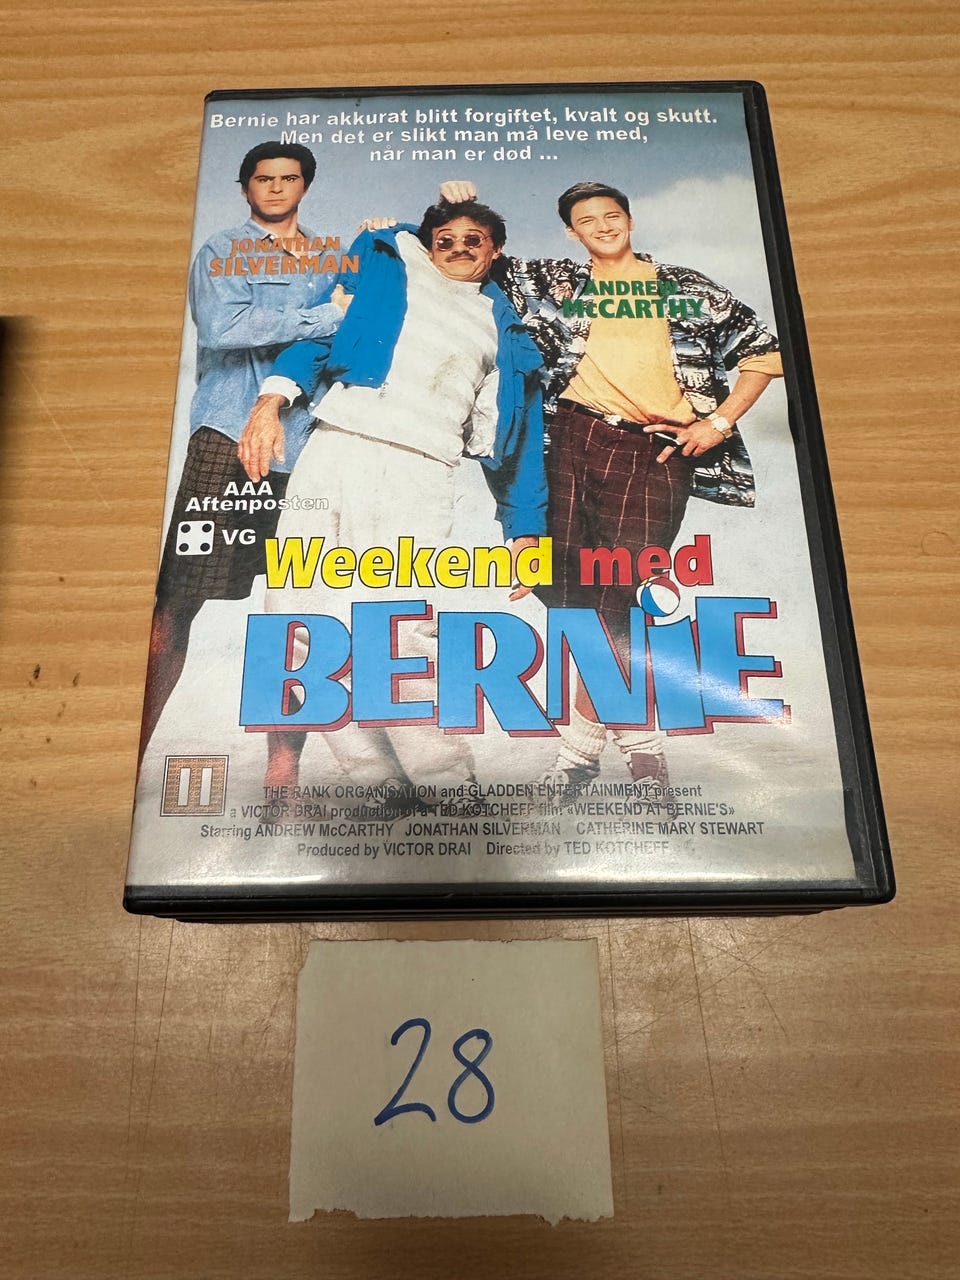 Bernie har akkurat blitt forgiftet, kvalt og skutt.
Men det er slikt man må leve med,
når man er død ...
JONATHAN
SILVERMAN
ANDREW
McCARTHY
AAA
Aftenposten
VG
Weekend med
BERNiE
11
THE RANK ORGANISATION and GLADDEN ENTERTAINMENT present
a VICTOR DRAI production of a TED KOTCHEFF film «WEEKEND AT BERNIE'S»
Starring ANDREW McCARTHY JONATHAN SILVERMAN CATHERINE MARY STEWART
Produced by VICTOR DRAI Directed by TED KOTCHEFF
28